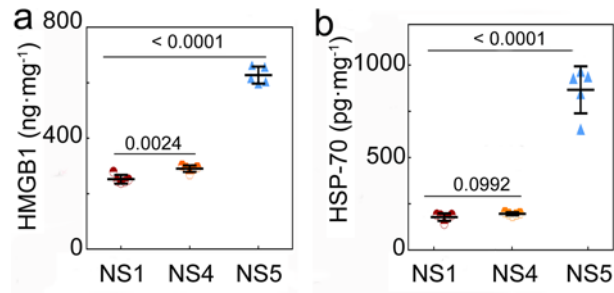 a
HMGB1 (ng·mg⁻¹)
800
400
0
< 0.0001
0.0024
NS1 NS4 NS5
b
HSP-70 (pg·mg⁻¹)
1000
500
0
< 0.0001
0.0992
NS1 NS4 NS5